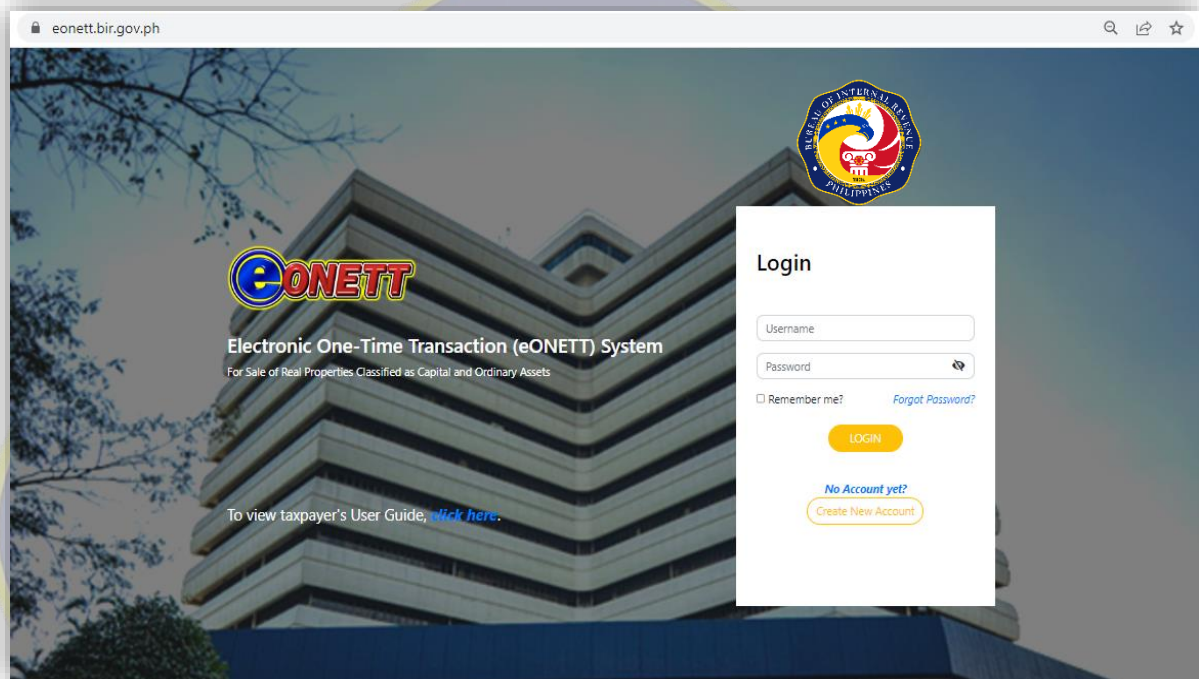 eonett.bir.gov.ph
BUREAU OF INTERNAL REVENUE
1904
PHILIPPINES
Login
eONETT
Username
Electronic One-Time Transaction (eONETT) System
Password
For Sale of Real Properties Classified as Capital and Ordinary Assets
Remember me? Forgot Password?
LOGIN
No Account yet?
Create New Account
To view taxpayer's User Guide, click here.